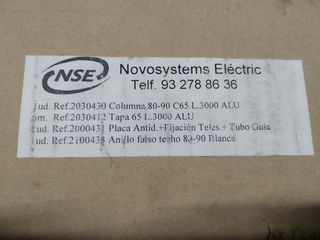 NSE
Novosystems Eléctric
Telf. 93 278 86 36
1ud. Ref.2030430 Columna 80-90 C65 L.3000 ALU
6m. Ref.2030412 Tapa 65 L.3000 ALU
1ud. Ref.2000431 Placa Antid.+Fijación Teles.+ Tubo Guía
1ud. Ref.2100438 Anillo falso techo 80-90 Blanca